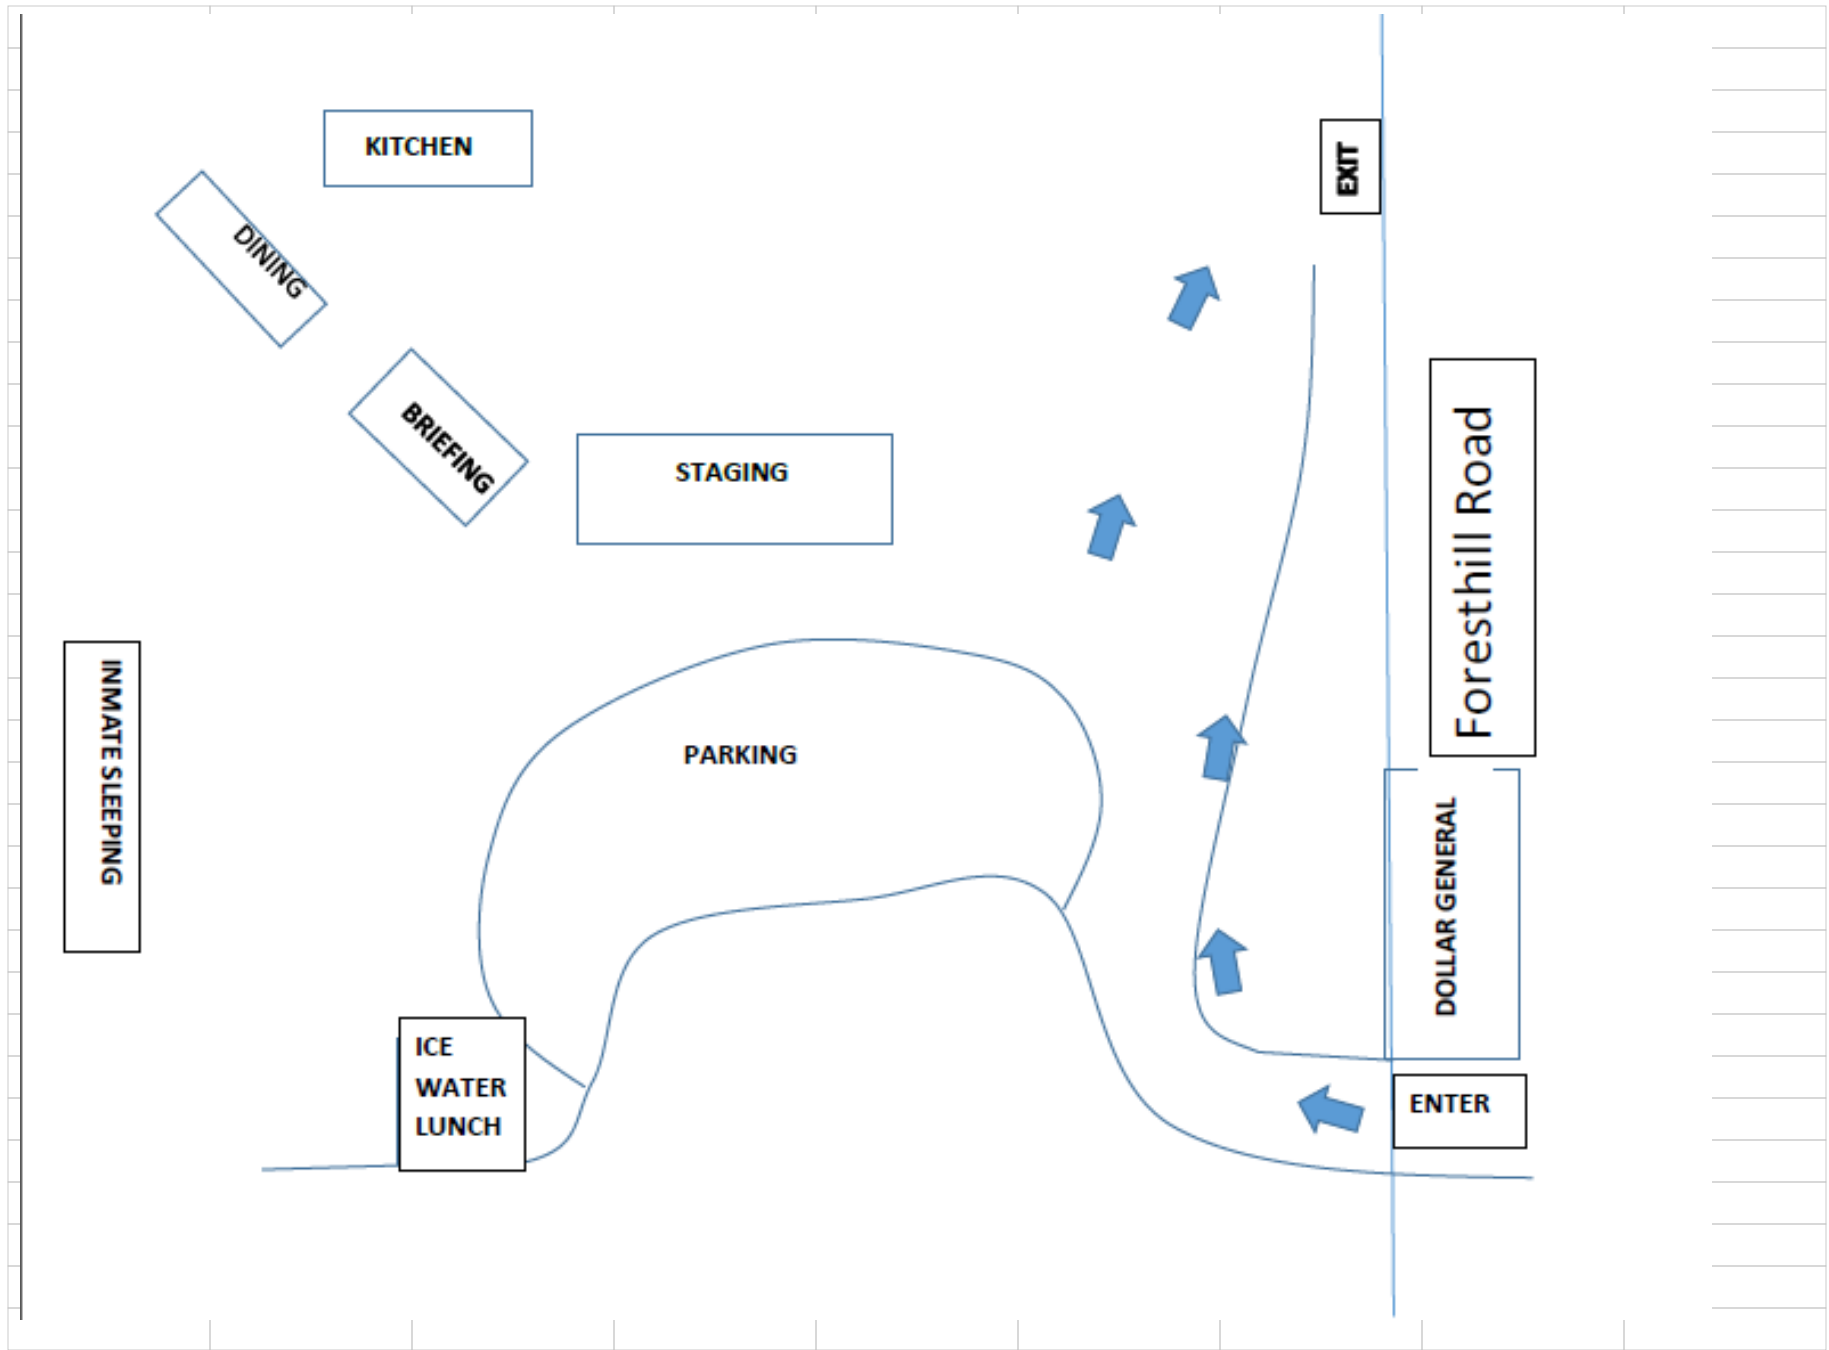 KITCHEN
EXIT
DINING
BRIEFING
STAGING
Foresthill Road
INMATE SLEEPING
PARKING
DOLLAR GENERAL
ICE
WATER
LUNCH
ENTER